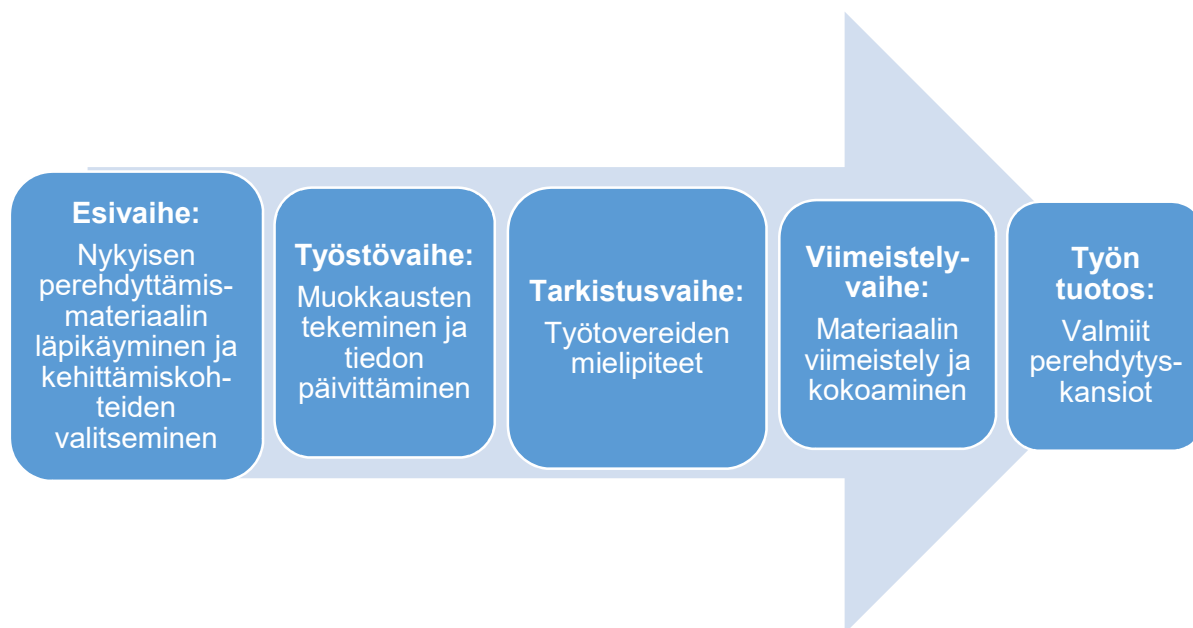 Esivaihe:
Nykyisen
perehdyttämis-
materiaalin
läpikäyminen ja
kehittämiskoh-
teiden
valitseminen
Työstövaihe:
Muokkausten
tekeminen ja
tiedon
päivittäminen
Tarkistusvaihe:
Työtovereiden
mielipiteet
Viimeistely-
vaihe:
Materiaalin
viimeistely ja
kokoaminen
Työn
tuotos:
Valmiit
perehdytys-
kansiot